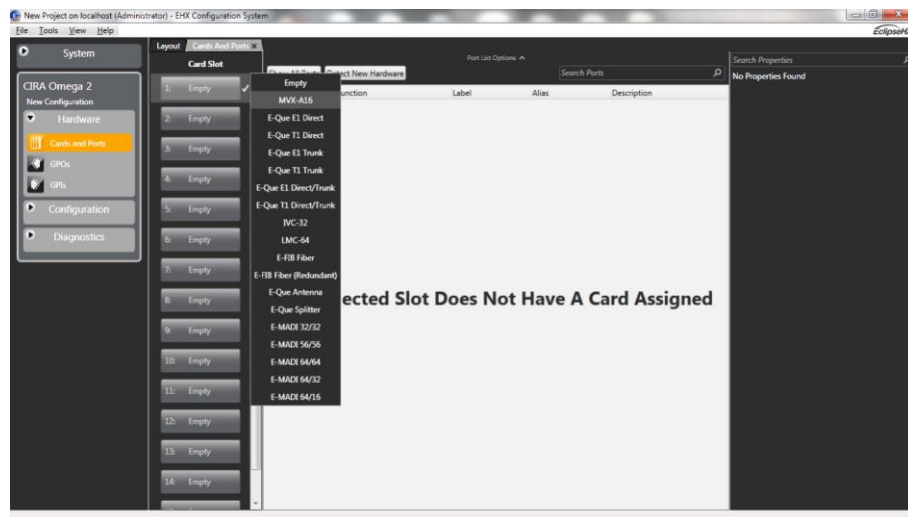 New Project on localhost (Administrator) - EHX Configuration System
File Tools View Help
System
CIRA Omega 2
New Configuration
Hardware
Cards and Ports
GPOs
GPIs
Configuration
Diagnostics
Layout Cards And Ports
Card Slot
1: Empty
2: Empty
3: Empty
4: Empty
5: Empty
6: Empty
7: Empty
8: Empty
9: Empty
10: Empty
11: Empty
12: Empty
13: Empty
14: Empty
Empty
MVX-A16
E-Que E1 Direct
E-Que T1 Direct
E-Que E1 Trunk
E-Que T1 Trunk
E-Que E1 Direct/Trunk
E-Que T1 Direct/Trunk
IVC-32
LMC-64
E-FIB Fiber
E-FIB Fiber (Redundant)
E-Que Antenna
E-Que Splitter
E-MADI 32/32
E-MADI 56/56
E-MADI 64/64
E-MADI 64/32
E-MADI 64/16
Port List Options
New Hardware
Search Ports
Label Alias Description
Slot Does Not Have A Card Assigned
Search Properties
No Properties Found